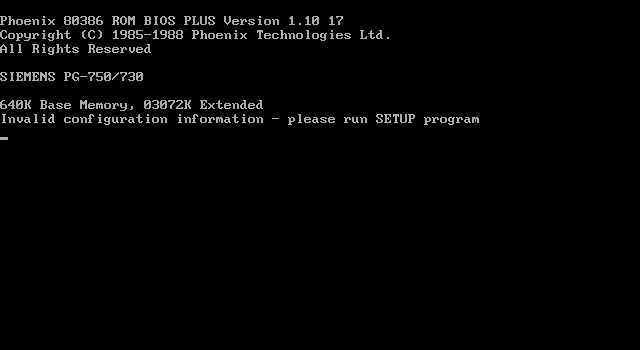 Phoenix 80386 ROM BIOS PLUS Version 1.10 17
Copyright (C) 1985-1988 Phoenix Technologies Ltd.
All Rights Reserved
SIEMENS PG-750/730
640K Base Memory, 03072K Extended
Invalid configuration information - please run SETUP program